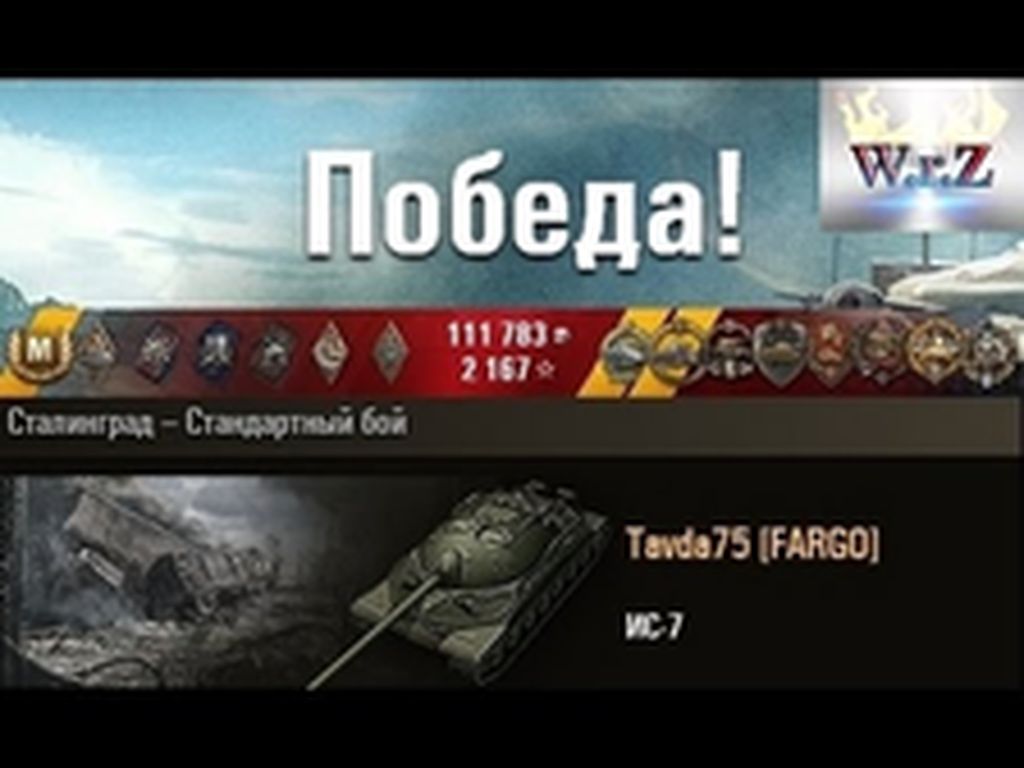 Победа!
W.T.Z
M
111 783
2 167
Сталинград – Стандартный бой
Tavda75 [FARGO]
ИС-7